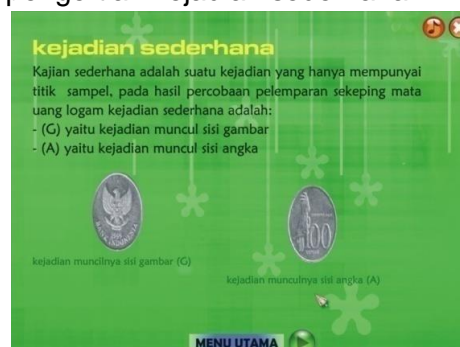 kejadian sederhana
Kajian sederhana adalah suatu kejadian yang hanya mempunyai
titik sampel, pada hasil percobaan pelemparan sekeping mata
uang logam kejadian sederhana adalah:
- (G) yaitu kejadian muncul sisi gambar
- (A) yaitu kejadian muncul sisi angka
100
kejadian munculnya sisi gambar (G)
kejadian munculnya sisi angka (A)
MENU UTAMA